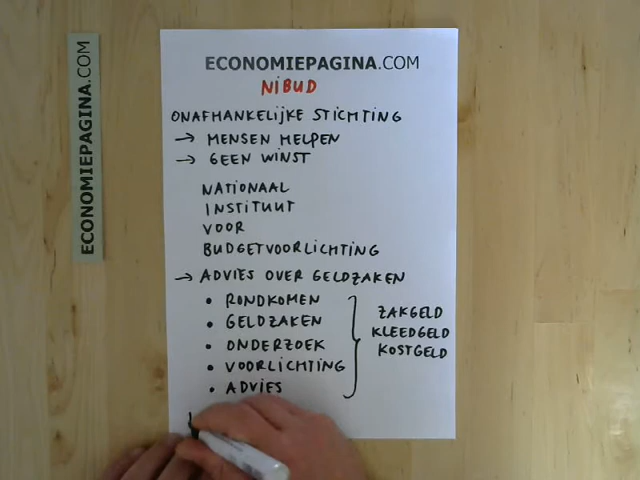 ECONOMIEPAGINA.COM
ECONOMIEPAGINA.COM
NIBUD
ONAFHANKELIJKE STICHTING
→ MENSEN HELPEN
→ GEEN WINST
NATIONAAL
INSTITUUT
VOOR
BUDGETVOORLICHTING
→ ADVIES OVER GELDZAKEN
• RONDKOMEN
• GELDZAKEN
• ONDERZOEK
• VOORLICHTING
• ADVIES
ZAKGELD
KLEEDGELD
KOSTGELD